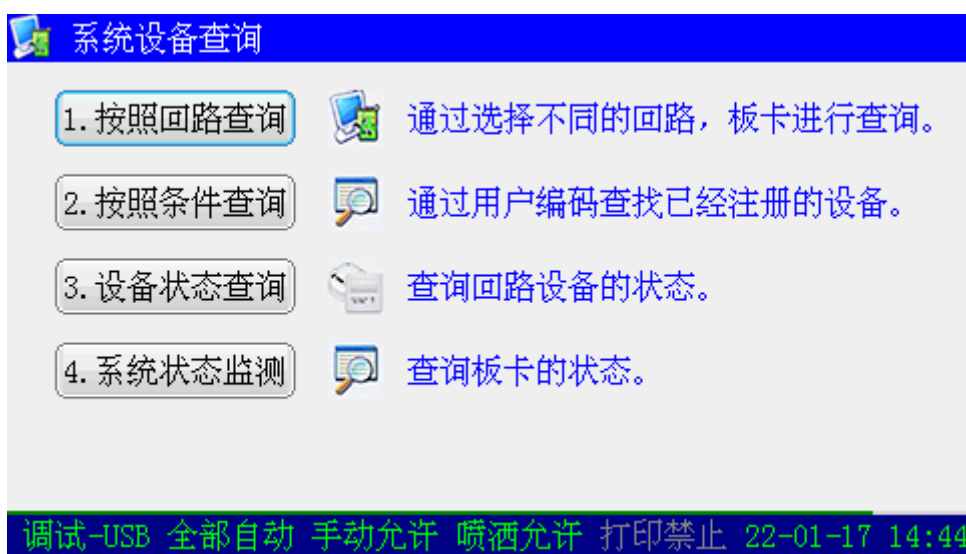 系统设备查询
1.按照回路查询 通过选择不同的回路，板卡进行查询。
2.按照条件查询 通过用户编码查找已经注册的设备。
3.设备状态查询 查询回路设备的状态。
4.系统状态监测 查询板卡的状态。
调试-USB 全部自动 手动允许 喷洒允许 打印禁止 22-01-17 14:44